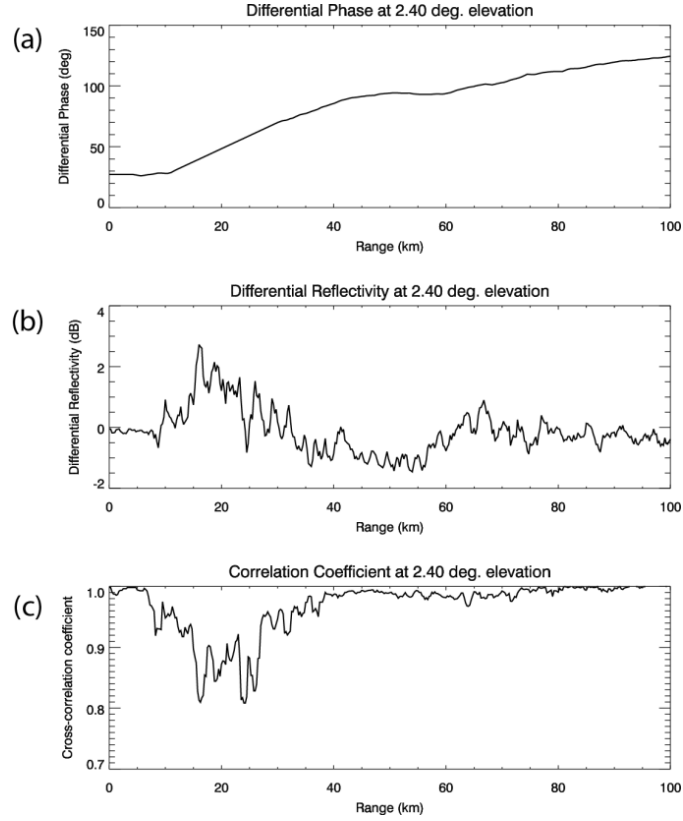 Differential Phase at 2.40 deg. elevation
(a)
Differential Phase (deg)
150
100
50
0
0 20 40 60 80 100
Range (km)
Differential Reflectivity at 2.40 deg. elevation
(b)
Differential Reflectivity (dB)
4
2
0
-2
0 20 40 60 80 100
Range (km)
Correlation Coefficient at 2.40 deg. elevation
(c)
Cross-correlation coefficient
1.0
0.9
0.8
0.7
0 20 40 60 80 100
Range (km)